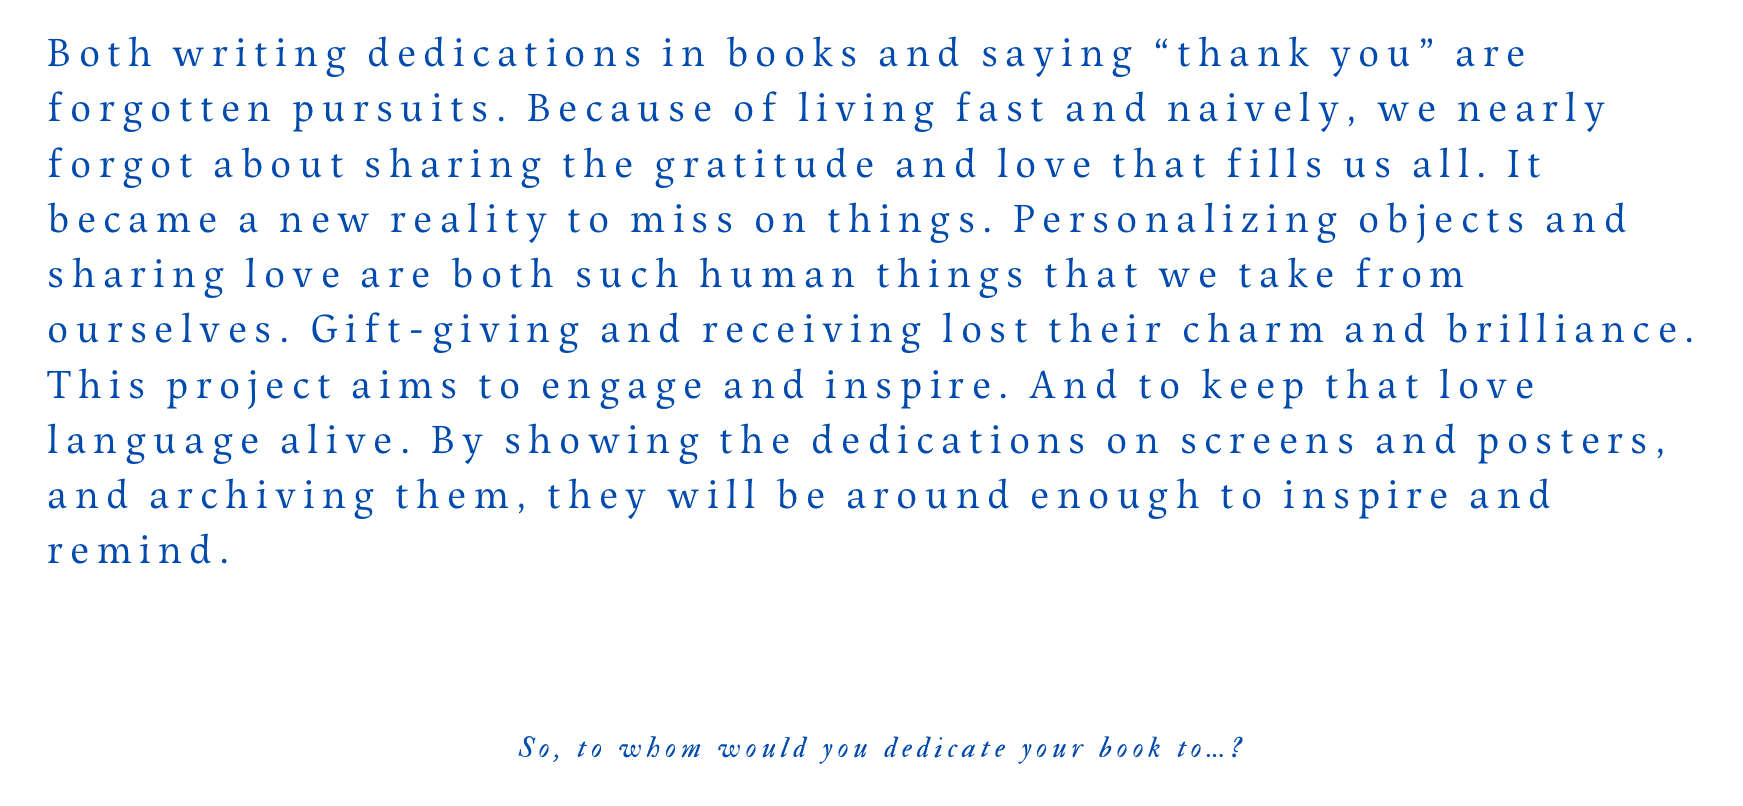 Both writing dedications in books and saying “thank you” are
forgotten pursuits. Because of living fast and naively, we nearly
forgot about sharing the gratitude and love that fills us all. It
became a new reality to miss on things. Personalizing objects and
sharing love are both such human things that we take from
ourselves. Gift-giving and receiving lost their charm and brilliance.
This project aims to engage and inspire. And to keep that love
language alive. By showing the dedications on screens and posters,
and archiving them, they will be around enough to inspire and
remind.
So, to whom would you dedicate your book to...?